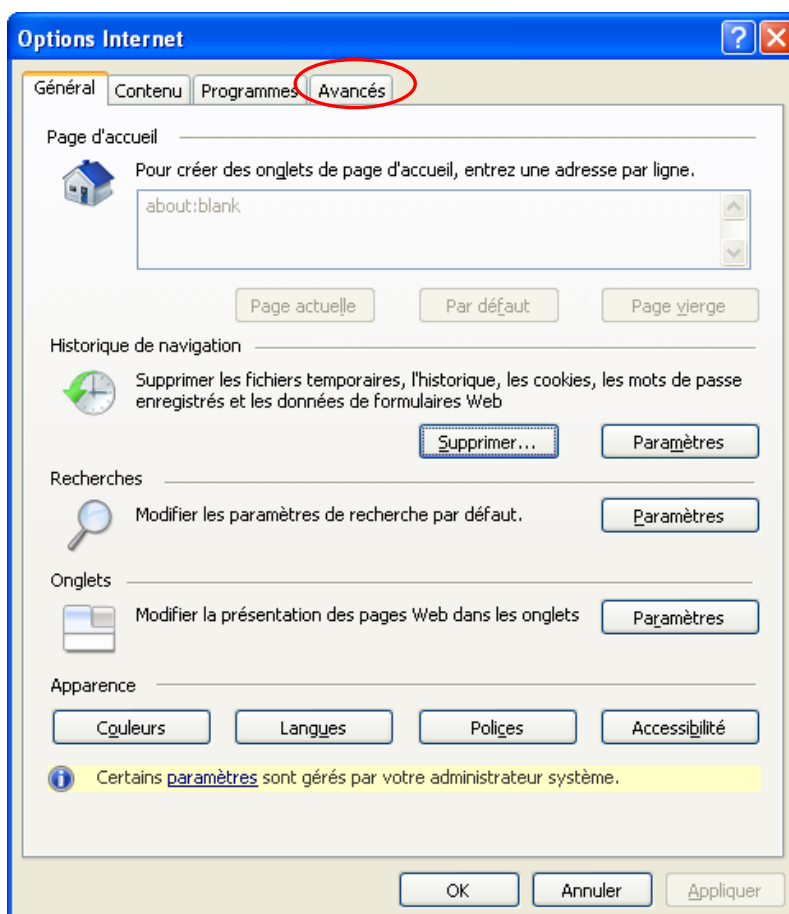 Options Internet
?
Général Contenu Programmes Avancés
Page d'accueil
Pour créer des onglets de page d'accueil, entrez une adresse par ligne.
about:blank
Page actuelle Par défaut Page vierge
Historique de navigation
Supprimer les fichiers temporaires, l'historique, les cookies, les mots de passe
enregistrés et les données de formulaires Web
Supprimer... Paramètres
Recherches
Modifier les paramètres de recherche par défaut. Paramètres
Onglets
Modifier la présentation des pages Web dans les onglets Paramètres
Apparence
Couleurs Langues Polices Accessibilité
Certains paramètres sont gérés par votre administrateur système.
OK Annuler Appliquer